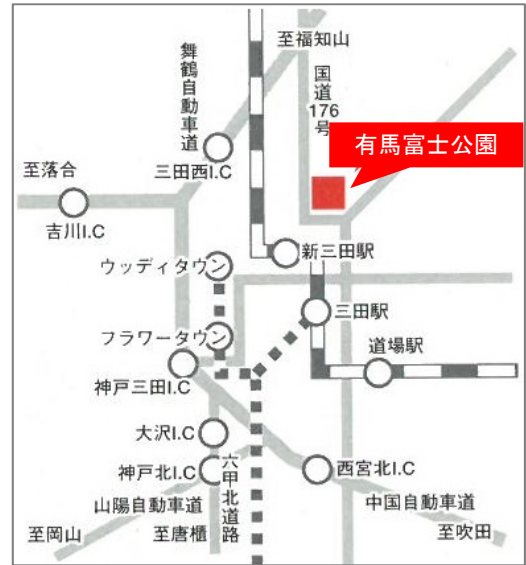 至福知山
舞鶴自動車道
国道176号
有馬富士公園
至落合
三田西I.C
吉川I.C
新三田駅
ウッディタウン
三田駅
フラワータウン
道場駅
神戸三田I.C
大沢I.C
神戸北I.C
六甲北道路
西宮北I.C
山陽自動車道
中国自動車道
至岡山
至唐櫃
至吹田